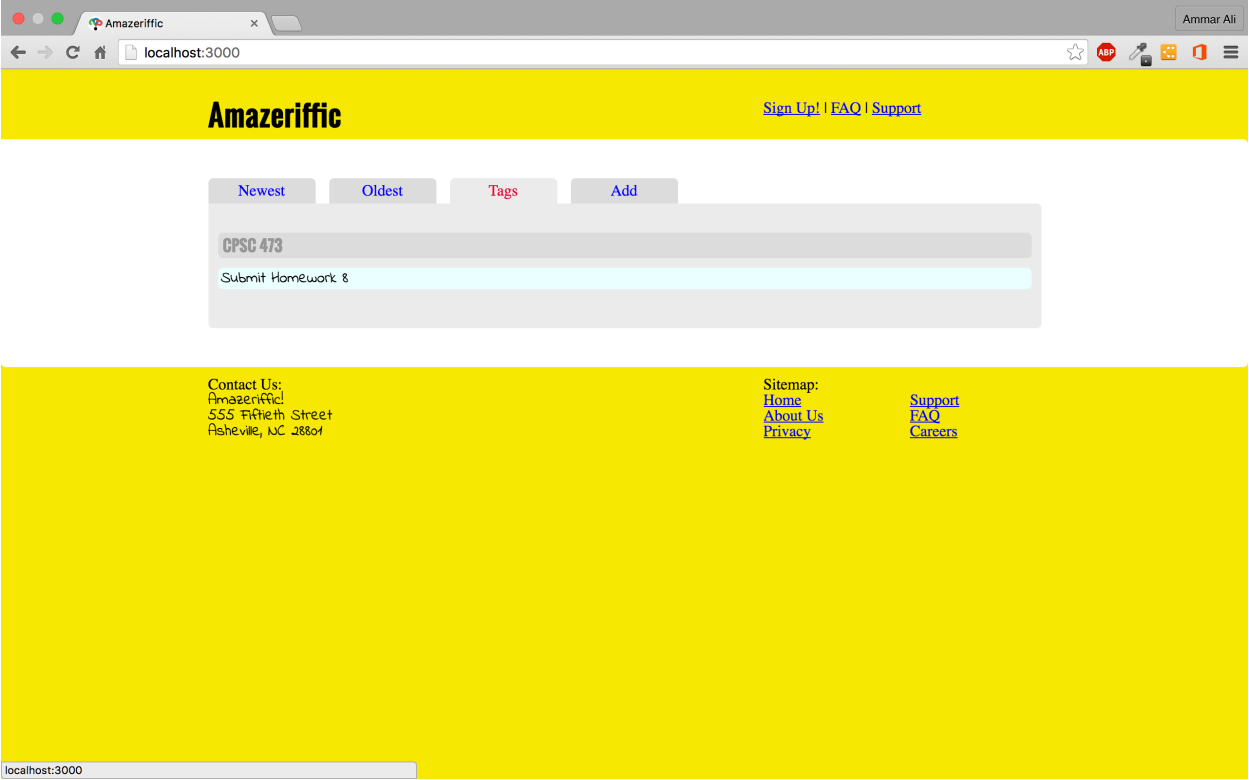 Amazeriffic
Ammar Ali
localhost:3000
ABP
Amazeriffic
Sign Up! | FAQ | Support
Newest Oldest Tags Add
CPSC 473
Submit Homework 8
Contact Us:
Amazeriffic!
555 Fiftieth Street
Asheville, NC 28801
Sitemap:
Home Support
About Us FAQ
Privacy Careers
localhost:3000